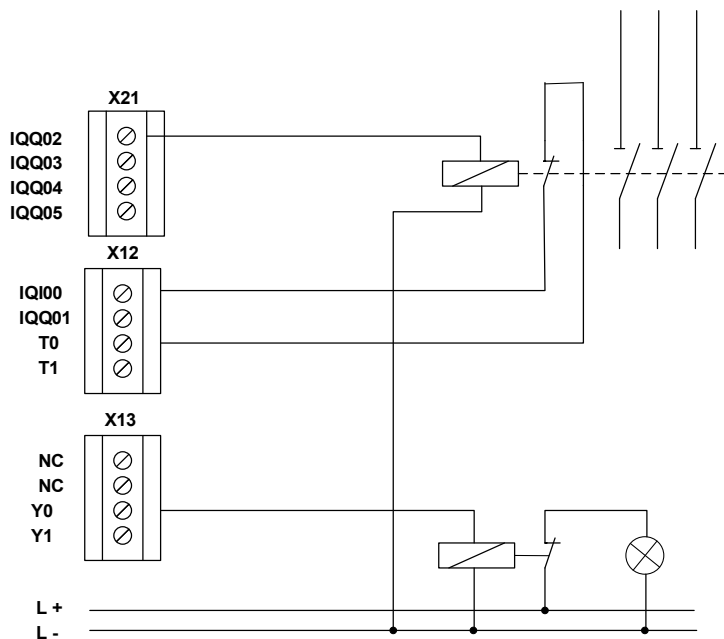 X21
IQQ02
IQQ03
IQQ04
IQQ05
X12
IQI00
IQQ01
T0
T1
X13
NC
NC
Y0
Y1
L +
L -